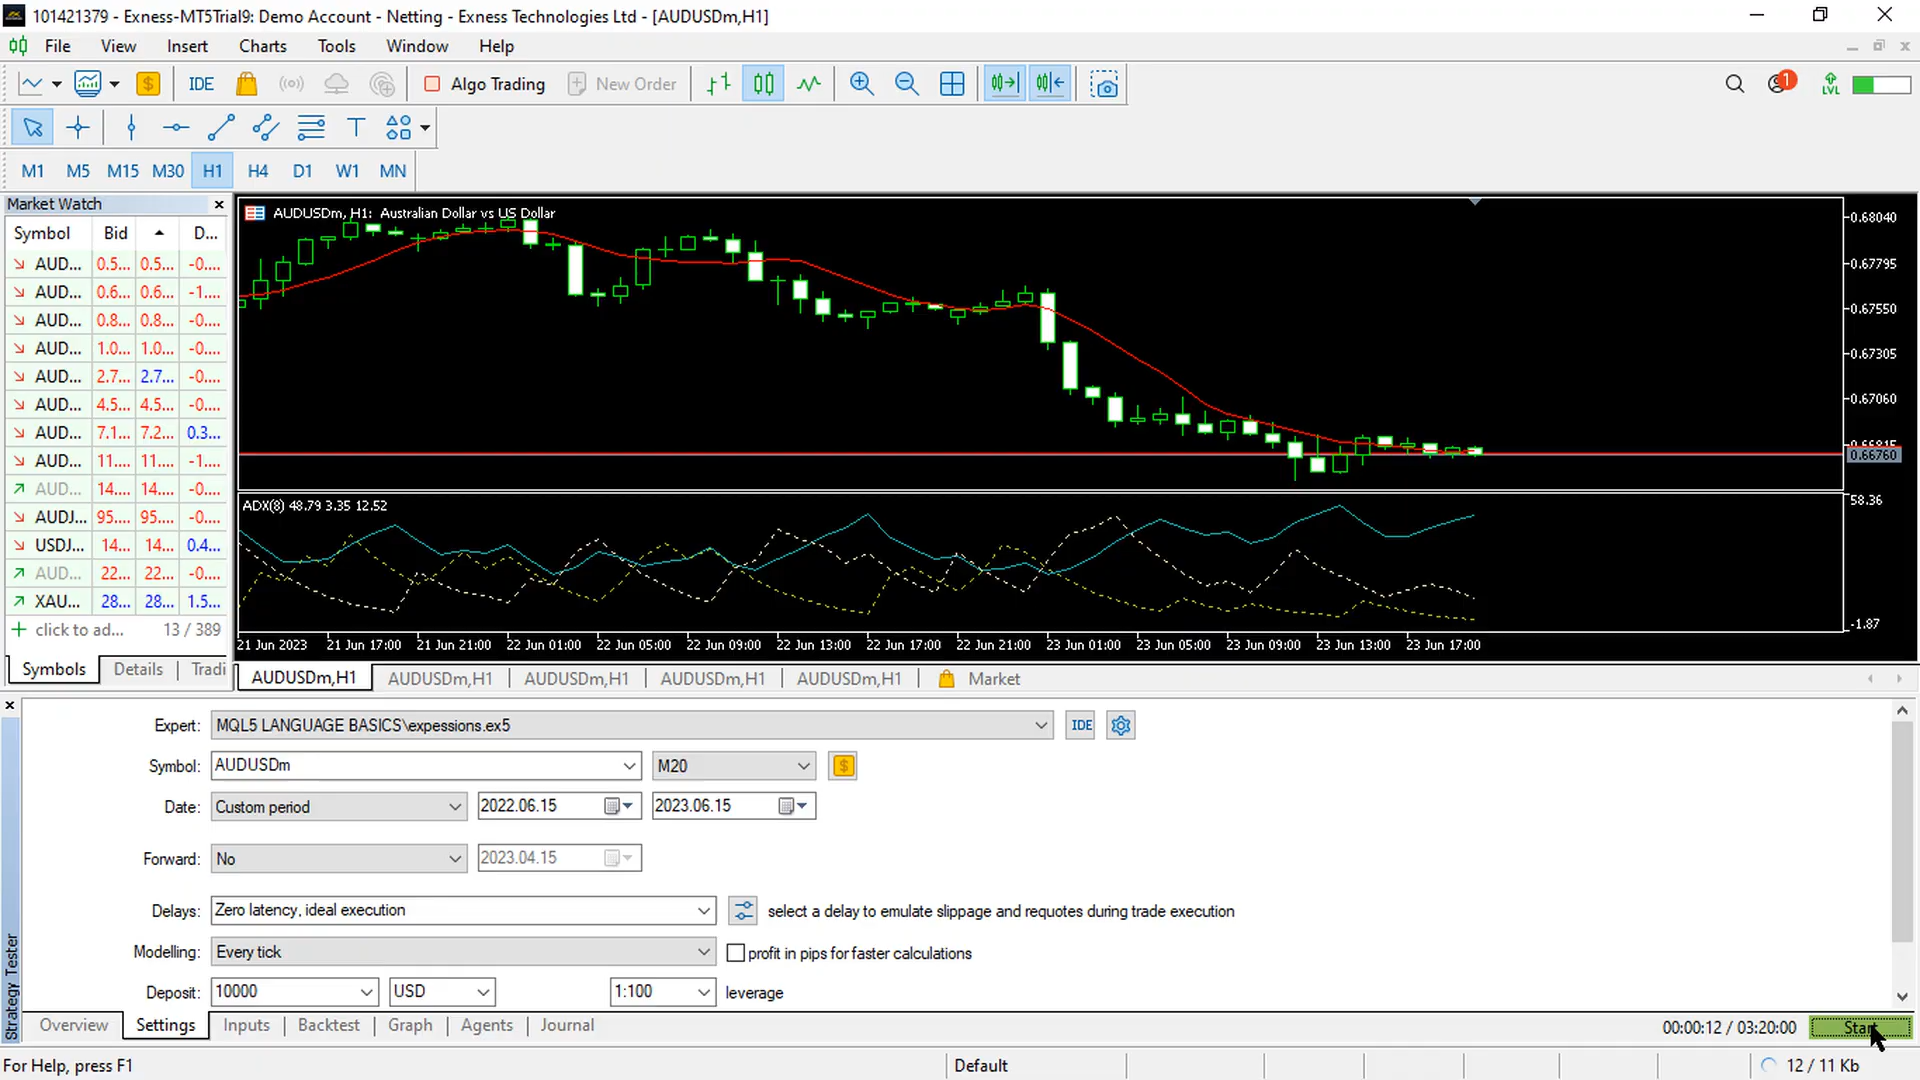 101421379 - Exness-MT5Trial9: Demo Account - Netting - Exness Technologies Ltd - [AUDUSDm,H1]
File View Insert Charts Tools Window Help
IDE Algo Trading New Order 1 LVL
M1 M5 M15 M30 H1 H4 D1 W1 MN
Market Watch
Symbol Bid D...
AUD... 0.5... 0.5... -0....
AUD... 0.6... 0.6... -1....
AUD... 0.8... 0.8... -0....
AUD... 1.0... 1.0... -0....
AUD... 2.7... 2.7... -0....
AUD... 4.5... 4.5... -0....
AUD... 7.1... 7.2... 0.3...
AUD... 11.... 11.... -1....
AUD... 14.... 14.... -0....
AUDJ... 95.... 95.... -0....
USDJ... 14... 14... 0.4...
AUD... 22... 22... -0....
XAU... 28... 28... 1.5...
click to ad... 13 / 389
Symbols Details Tradi
AUDUSDm, H1: Australian Dollar vs US Dollar
0.68040
0.67795
0.67550
0.67305
0.67060
0.66815
0.66760
ADX(8) 48.79 3.35 12.52
58.36
-1.87
21 Jun 2023 21 Jun 17:00 21 Jun 21:00 22 Jun 01:00 22 Jun 05:00 22 Jun 09:00 22 Jun 13:00 22 Jun 17:00 22 Jun 21:00 23 Jun 01:00 23 Jun 05:00 23 Jun 09:00 23 Jun 13:00 23 Jun 17:00
AUDUSDm,H1 AUDUSDm,H1 AUDUSDm,H1 AUDUSDm,H1 AUDUSDm,H1 Market
Expert: MQL5 LANGUAGE BASICS\expessions.ex5 IDE
Symbol: AUDUSDm M20
Date: Custom period 2022.06.15 2023.06.15
Forward: No 2023.04.15
Delays: Zero latency, ideal execution select a delay to emulate slippage and requotes during trade execution
Modelling: Every tick profit in pips for faster calculations
Deposit: 10000 USD 1:100 leverage
Strategy Tester
Overview Settings Inputs Backtest Graph Agents Journal 00:00:12 / 03:20:00 Start
For Help, press F1 Default 12 / 11 Kb